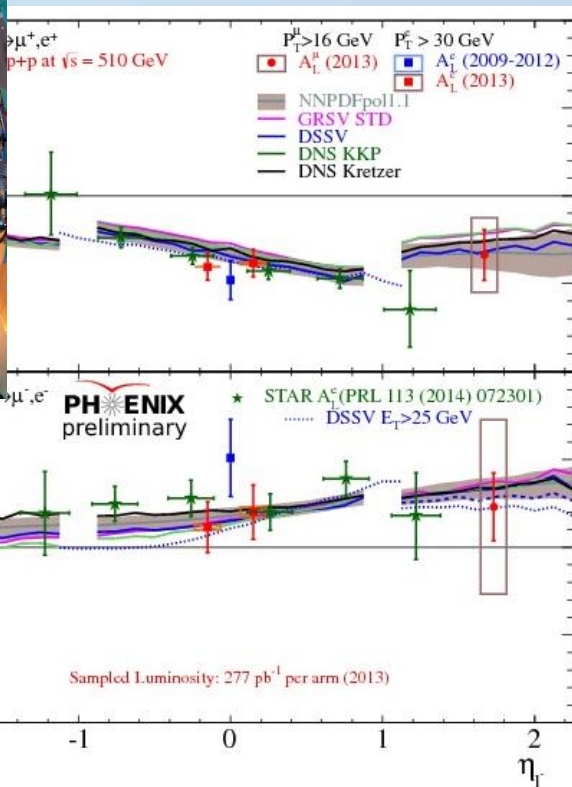 →μ⁺,e⁺
p+p at √s = 510 GeV
P_T^μ>16 GeV P_T^e > 30 GeV
A_L^μ (2013) A_L^e (2009-2012)
A_L^e (2013)
NNPDFpol1.1
GRSV STD
DSSV
DNS KKP
DNS Kretzer
→μ⁻,e⁻
PH ENIX
preliminary
STAR A_L^e (PRL 113 (2014) 072301)
DSSV E_T>25 GeV
Sampled Luminosity: 277 pb⁻¹ per arm (2013)
-1 0 1 2